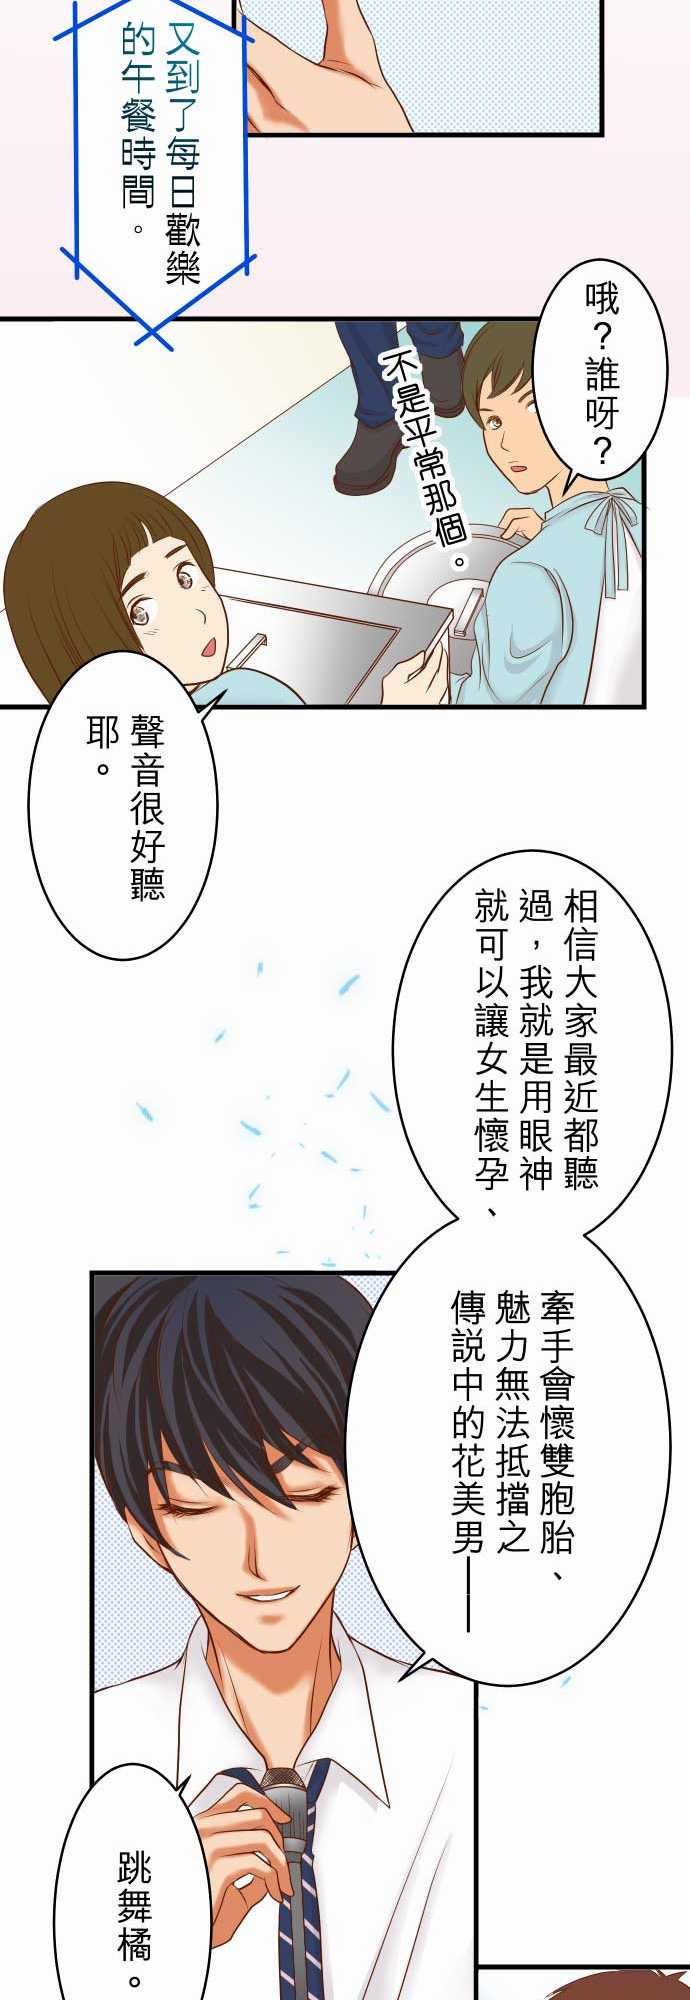 又到了每日歡樂
的午餐時間。
哦？誰呀？
不是平常那個。
聲音很好聽
耶。
相信大家最近都聽
過，我就是用眼神
就可以讓女生懷孕、
牽手會懷雙胞胎、
魅力無法抵擋之
傳說中的花美男——
跳舞橘。